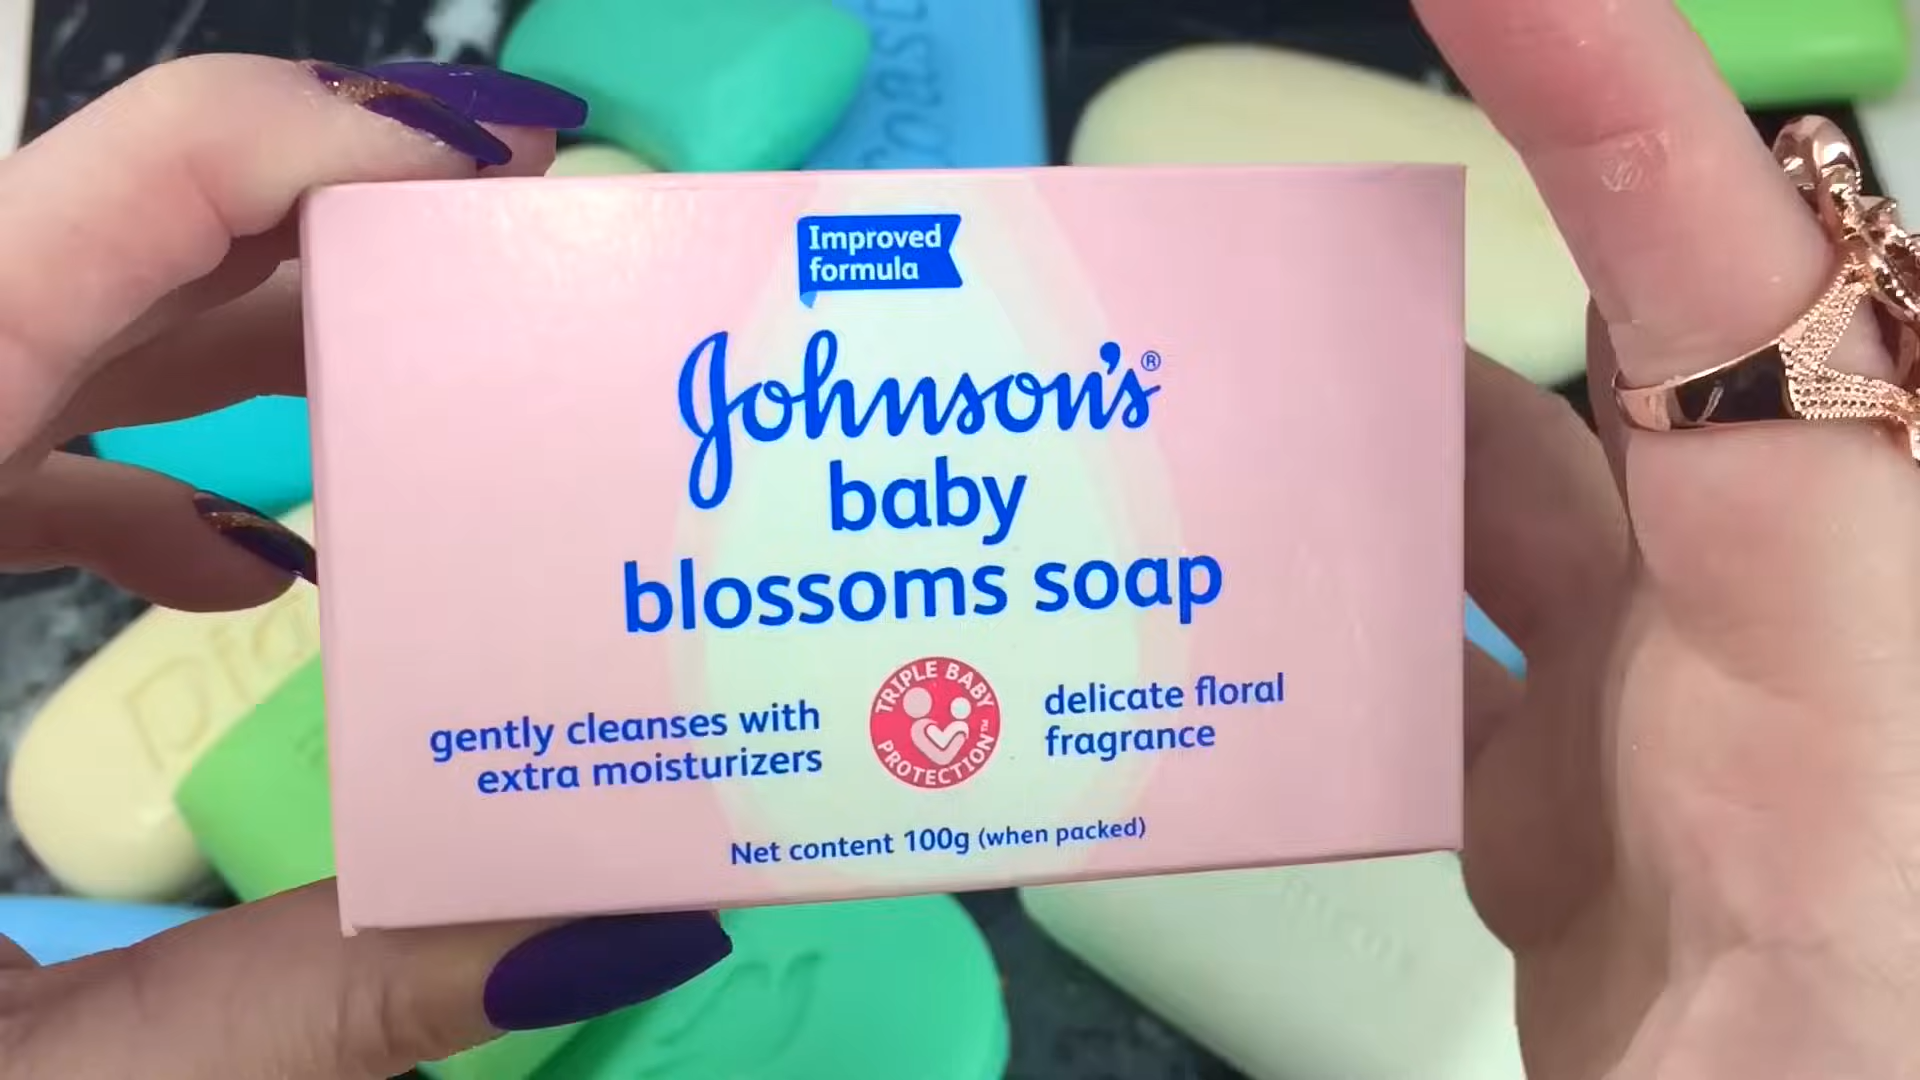 Improved
formula
Johnson's®
baby
blossoms soap
gently cleanses with
extra moisturizers
TRIPLE BABY
PROTECTION™
delicate floral
fragrance
Net content 100g (when packed)